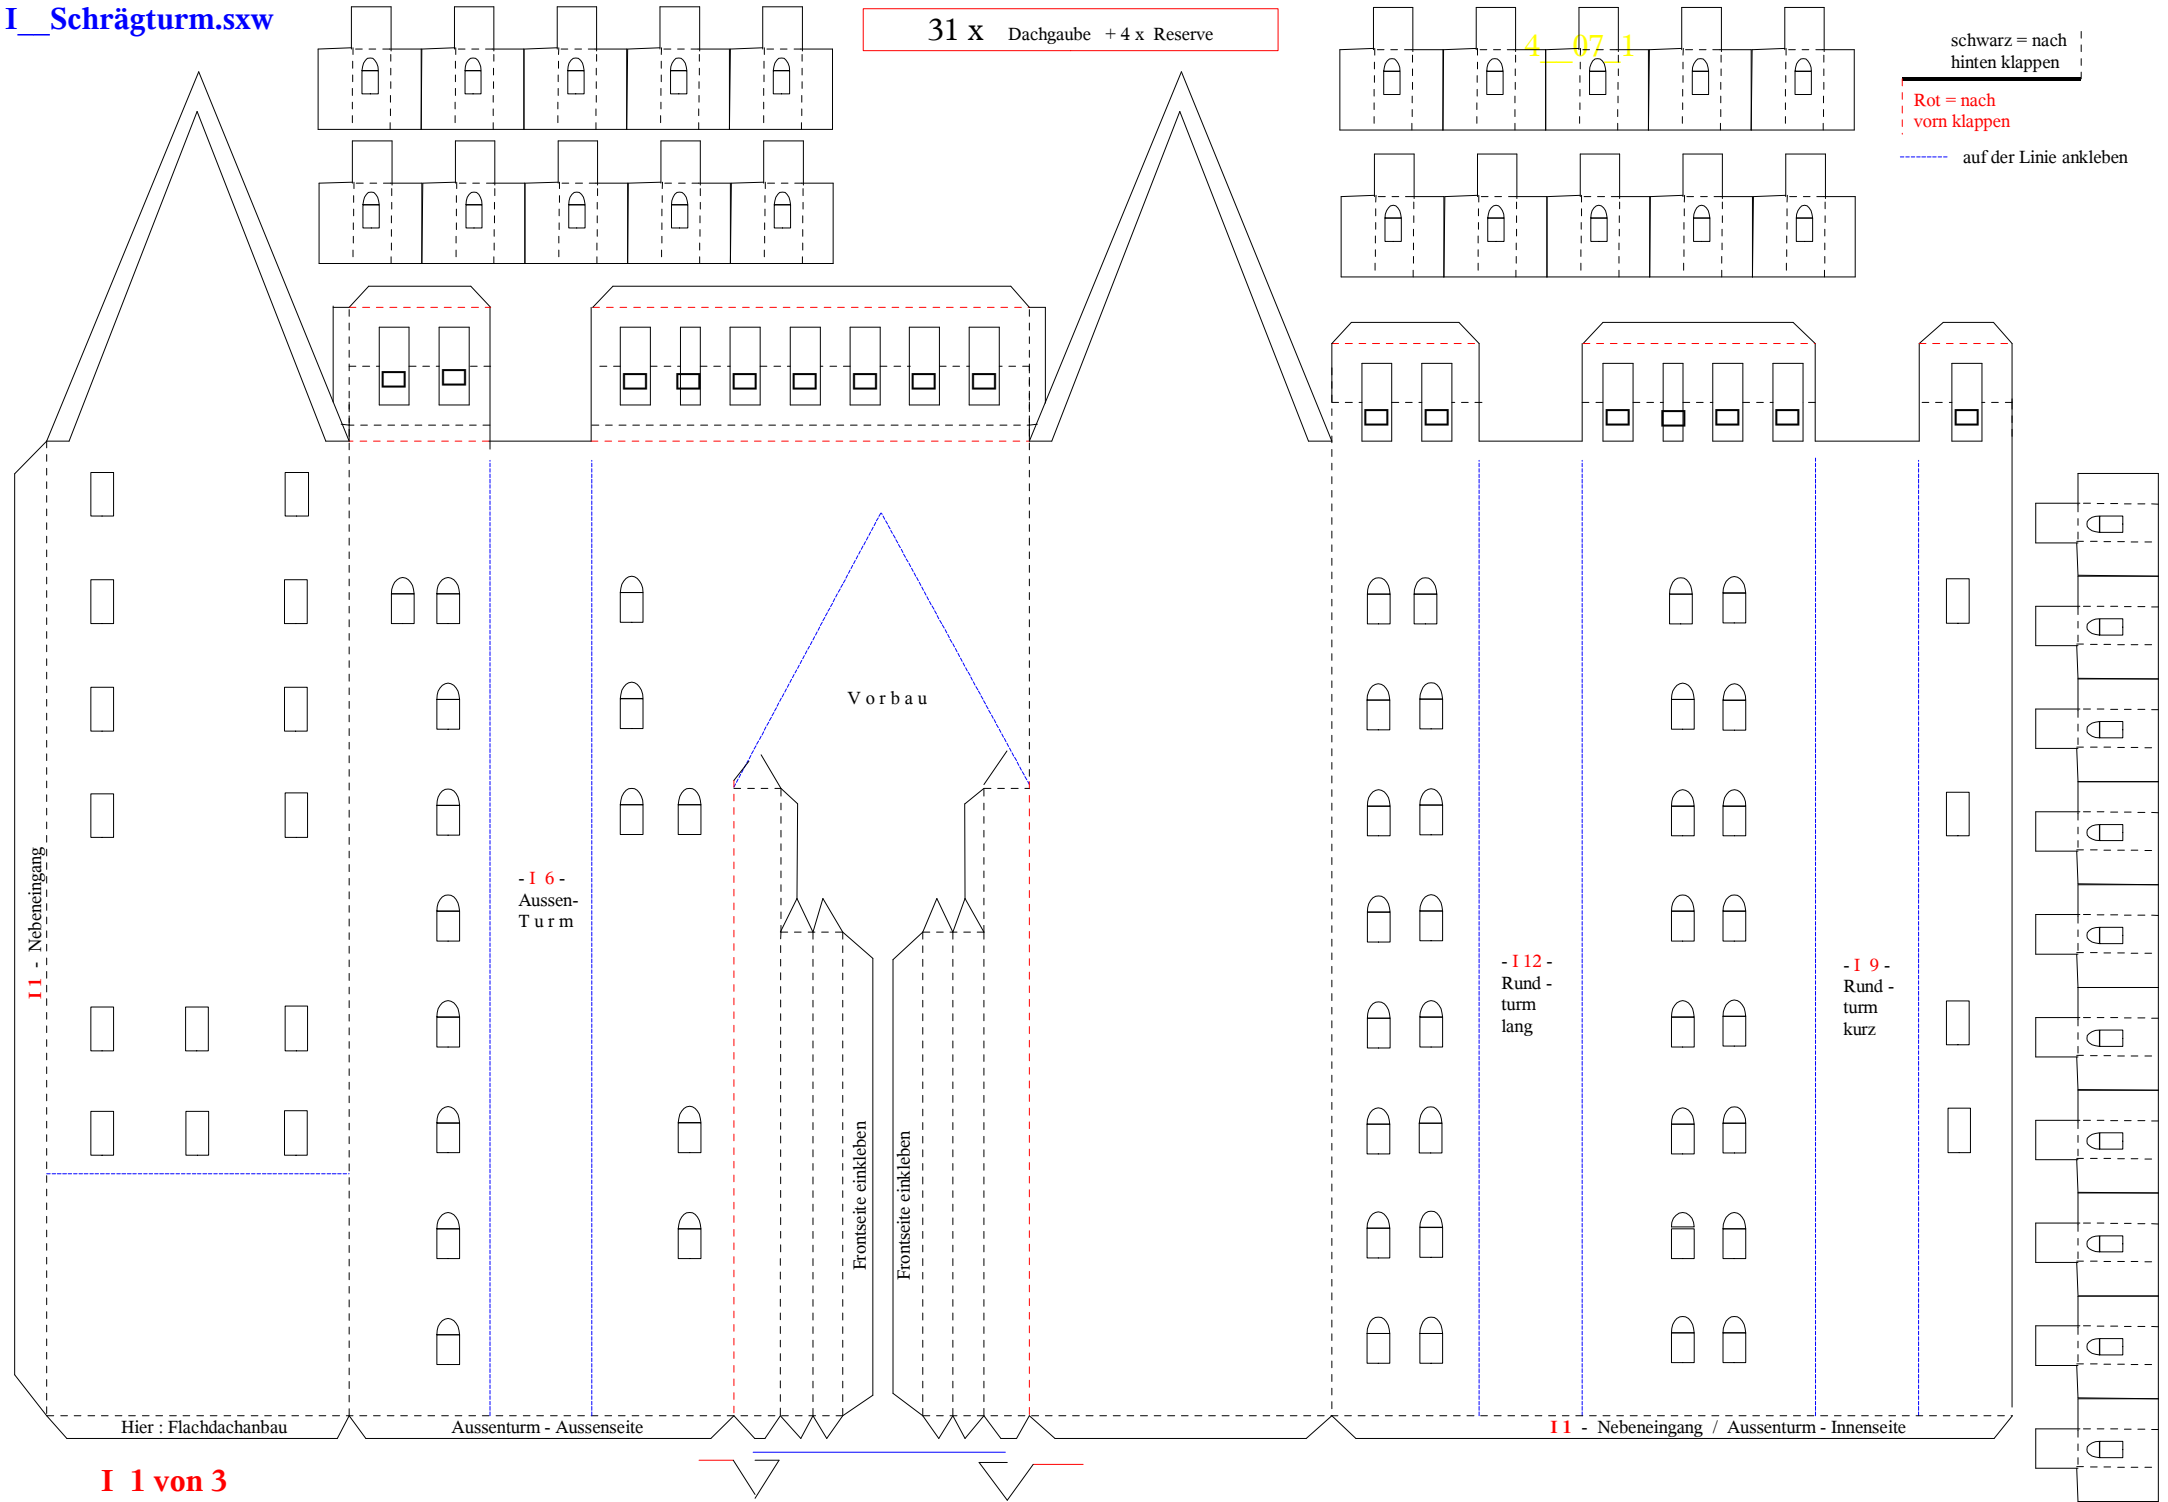 I__Schrägturm.sxw
31 x Dachgaube + 4 x Reserve
4__07_1
schwarz = nach
hinten klappen
Rot = nach
vorn klappen
auf der Linie ankleben
I 1 - Nebeneingang
- I 6 -
Aussen-
T u r m
V o r b a u
Frontseite einkleben
Frontseite einkleben
- I 12 -
Rund -
turm
lang
- I 9 -
Rund -
turm
kurz
Hier : Flachdachanbau
Aussenturm - Aussenseite
I 1 - Nebeneingang / Aussenturm - Innenseite
I 1 von 3